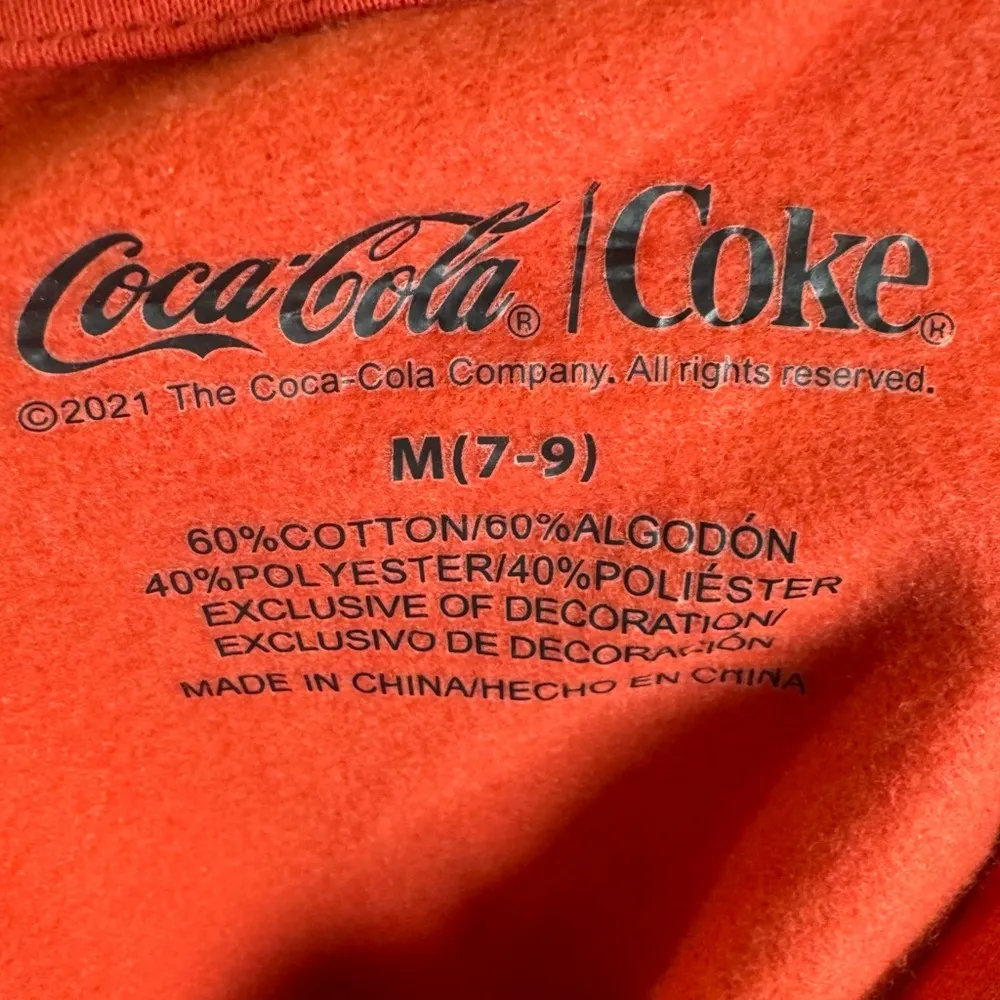 Coca-Cola® | Coke®
©2021 The Coca-Cola Company. All rights reserved.
M(7-9)
60%COTTON/60%ALGODÓN
40%POLYESTER/40%POLIÉSTER
EXCLUSIVE OF DECORATION/
EXCLUSIVO DE DECORACIÓN
MADE IN CHINA/HECHO EN CHINA